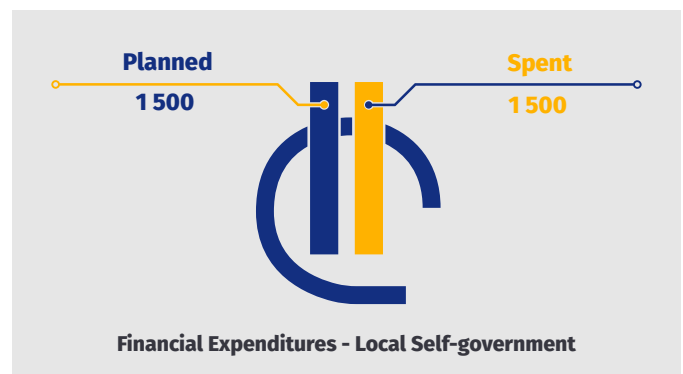 Planned
1 500
Spent
1 500
Financial Expenditures - Local Self-government